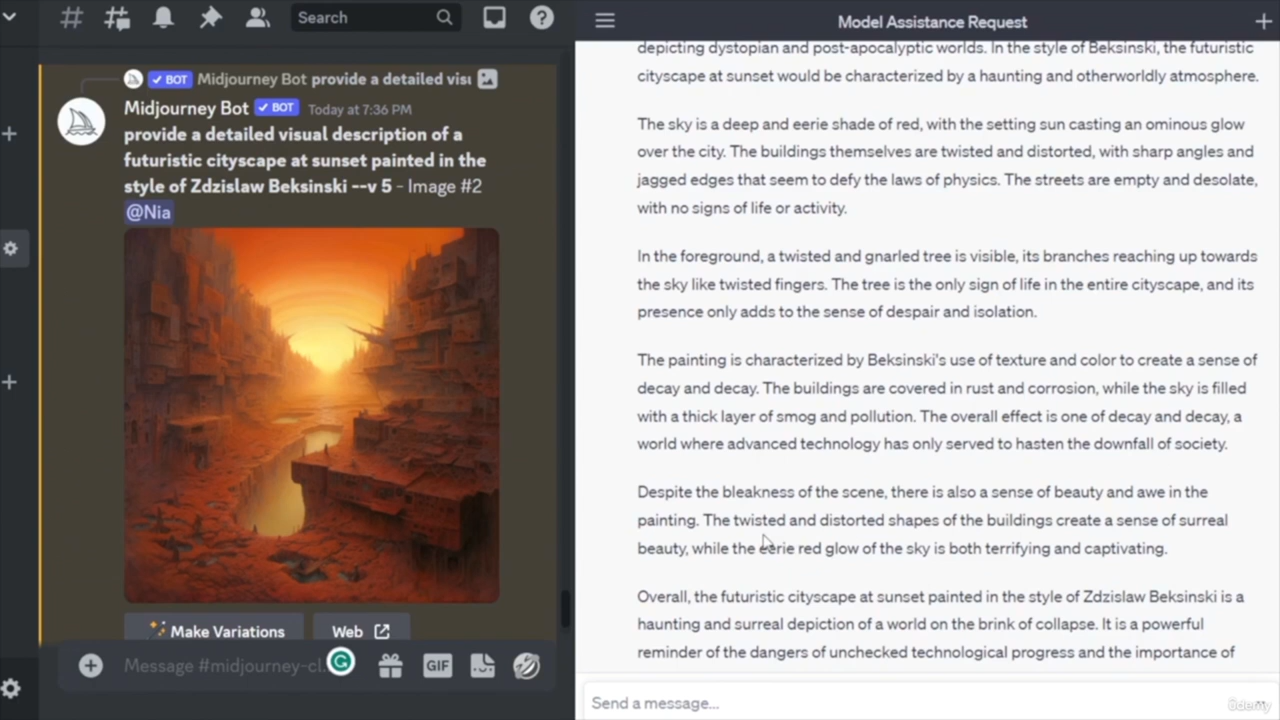 Search
BOT Midjourney Bot provide a detailed visu
Midjourney Bot BOT Today at 7:36 PM
provide a detailed visual description of a
futuristic cityscape at sunset painted in the
style of Zdzislaw Beksinski --v 5 - Image #2
@Nia
Make Variations
Web
Message #midjourney-cl
GIF
Model Assistance Request
depicting dystopian and post-apocalyptic worlds. In the style of Beksinski, the futuristic
cityscape at sunset would be characterized by a haunting and otherworldly atmosphere.
The sky is a deep and eerie shade of red, with the setting sun casting an ominous glow
over the city. The buildings themselves are twisted and distorted, with sharp angles and
jagged edges that seem to defy the laws of physics. The streets are empty and desolate,
with no signs of life or activity.
In the foreground, a twisted and gnarled tree is visible, its branches reaching up towards
the sky like twisted fingers. The tree is the only sign of life in the entire cityscape, and its
presence only adds to the sense of despair and isolation.
The painting is characterized by Beksinski's use of texture and color to create a sense of
decay and decay. The buildings are covered in rust and corrosion, while the sky is filled
with a thick layer of smog and pollution. The overall effect is one of decay and decay, a
world where advanced technology has only served to hasten the downfall of society.
Despite the bleakness of the scene, there is also a sense of beauty and awe in the
painting. The twisted and distorted shapes of the buildings create a sense of surreal
beauty, while the eerie red glow of the sky is both terrifying and captivating.
Overall, the futuristic cityscape at sunset painted in the style of Zdzislaw Beksinski is a
haunting and surreal depiction of a world on the brink of collapse. It is a powerful
reminder of the dangers of unchecked technological progress and the importance of
Send a message...
ûdemy